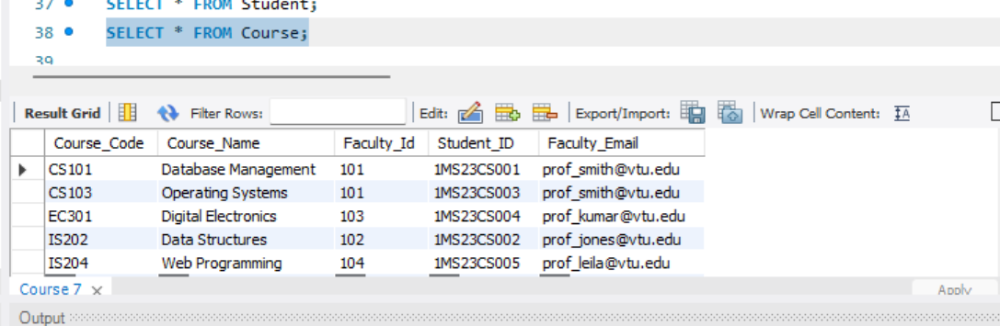 37 SELECT * FROM Student;
38 SELECT * FROM Course;
39
Result Grid Filter Rows: Edit: Export/Import: Wrap Cell Content: IA
Course_Code Course_Name Faculty_Id Student_ID Faculty_Email
CS101 Database Management 101 1MS23CS001 prof_smith@vtu.edu
CS103 Operating Systems 101 1MS23CS003 prof_smith@vtu.edu
EC301 Digital Electronics 103 1MS23CS004 prof_kumar@vtu.edu
IS202 Data Structures 102 1MS23CS002 prof_jones@vtu.edu
IS204 Web Programming 104 1MS23CS005 prof_leila@vtu.edu
Course 7 × Apply
Output